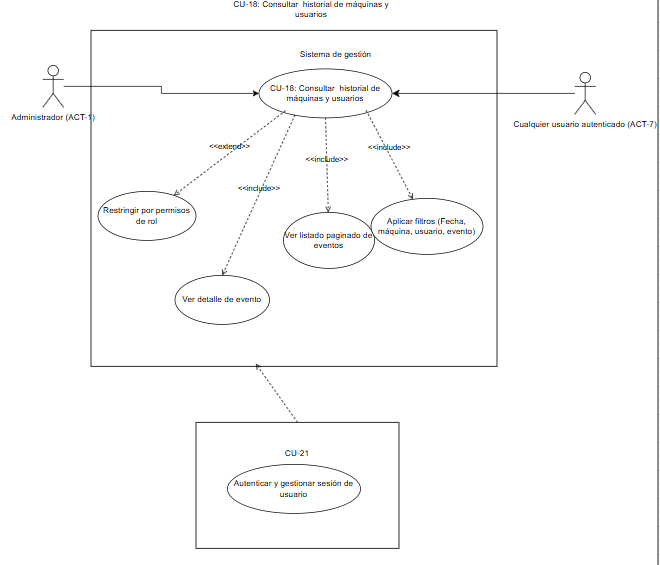 CU-18: Consultar historial de máquinas y
usuarios
Sistema de gestión
CU-18: Consultar historial de
máquinas y usuarios
Administrador (ACT-1)
Cualquier usuario autenticado (ACT-7)
<<extend>>
<<include>>
<<include>>
<<include>>
Restringir por permisos
de rol
Ver detalle de evento
Ver listado paginado de
eventos
Aplicar filtros (Fecha,
máquina, usuario, evento)
CU-21
Autenticar y gestionar sesión de
usuario